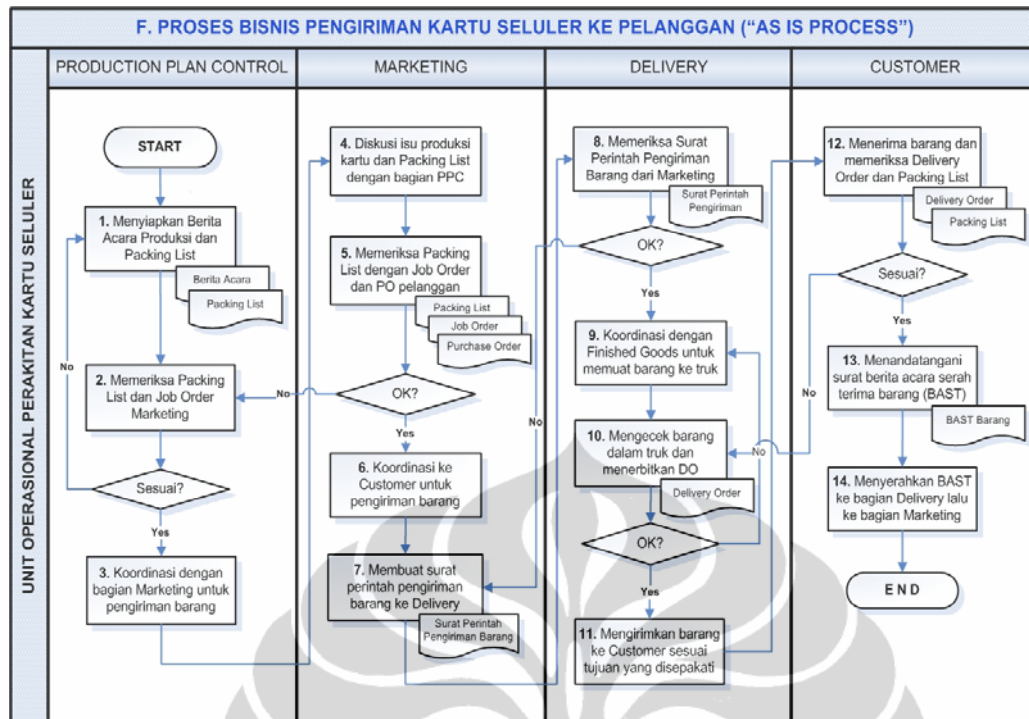 F. PROSES BISNIS PENGIRIMAN KARTU SELULER KE PELANGGAN ("AS IS PROCESS")
UNIT OPERASIONAL PERAKITAN KARTU SELULER
PRODUCTION PLAN CONTROL
START
1. Menyiapkan Berita
Acara Produksi dan
Packing List
Berita Acara
Packing List
No
2. Memeriksa Packing
List dan Job Order
Marketing
Sesuai?
Yes
3. Koordinasi dengan
bagian Marketing untuk
pengiriman barang
MARKETING
4. Diskusi isu produksi
kartu dan Packing List
dengan bagian PPC
5. Memeriksa Packing
List dengan Job Order
dan PO pelanggan
Packing List
Job Order
Purchase Order
No
OK?
Yes
6. Koordinasi ke
Customer untuk
pengiriman barang
7. Membuat surat
perintah pengiriman
barang ke Delivery
Surat Perintah
Pengiriman Barang
DELIVERY
8. Memeriksa Surat
Perintah Pengiriman
Barang dari Marketing
Surat Perintah
Pengiriman
OK?
No
Yes
9. Koordinasi dengan
Finished Goods untuk
memuat barang ke truk
10. Mengecek barang
dalam truk dan
menerbitkan DO
Delivery Order
No
OK?
Yes
11. Mengirimkan barang
ke Customer sesuai
tujuan yang disepakati
CUSTOMER
12. Menerima barang dan
memeriksa Delivery
Order dan Packing List
Delivery Order
Packing List
Sesuai?
No
Yes
13. Menandatangani
surat berita acara serah
terima barang (BAST)
BAST Barang
14. Menyerahkan BAST
ke bagian Delivery lalu
ke bagian Marketing
END